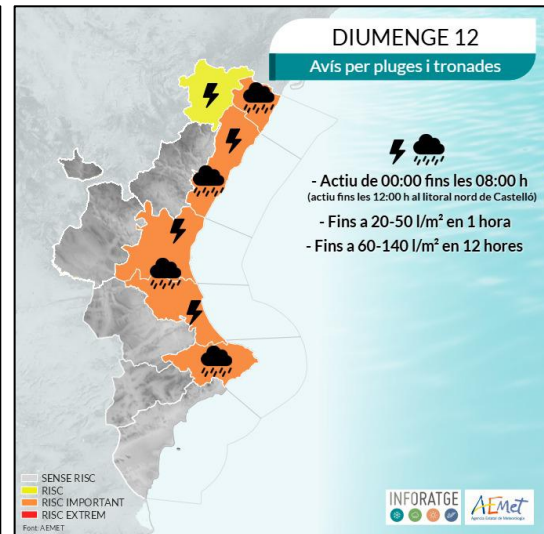 DIUMENGE 12
Avís per pluges i tronades
- Actiu de 00:00 fins les 08:00 h
(actiu fins les 12:00 h al litoral nord de Castelló)
- Fins a 20-50 l/m² en 1 hora
- Fins a 60-140 l/m² en 12 hores
SENSE RISC
RISC
RISC IMPORTANT
RISC EXTREM
Font: AEMET
INFORATGE
AEMet
Agencia Estatal de Meteorología